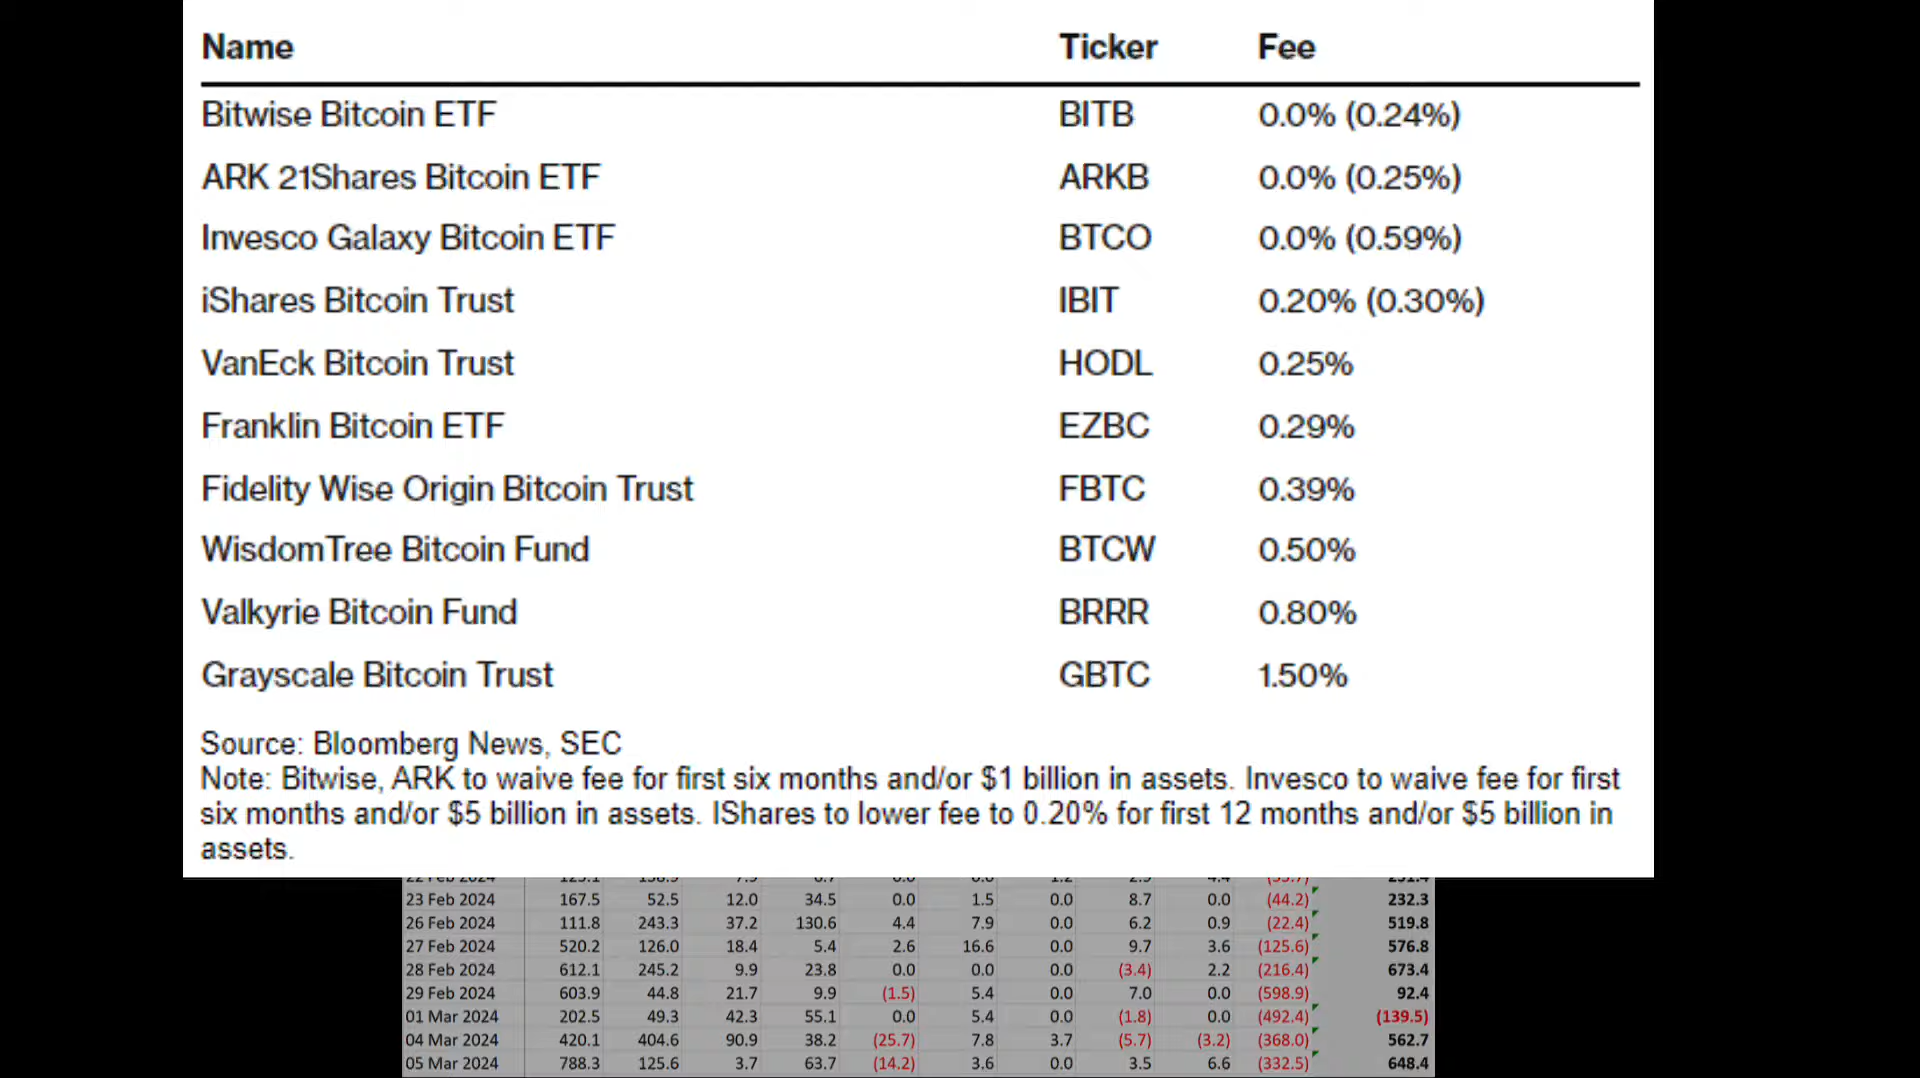 Name Ticker Fee
Bitwise Bitcoin ETF BITB 0.0% (0.24%)
ARK 21Shares Bitcoin ETF ARKB 0.0% (0.25%)
Invesco Galaxy Bitcoin ETF BTCO 0.0% (0.59%)
iShares Bitcoin Trust IBIT 0.20% (0.30%)
VanEck Bitcoin Trust HODL 0.25%
Franklin Bitcoin ETF EZBC 0.29%
Fidelity Wise Origin Bitcoin Trust FBTC 0.39%
WisdomTree Bitcoin Fund BTCW 0.50%
Valkyrie Bitcoin Fund BRRR 0.80%
Grayscale Bitcoin Trust GBTC 1.50%
Source: Bloomberg News, SEC
Note: Bitwise, ARK to waive fee for first six months and/or $1 billion in assets. Invesco to waive fee for first
six months and/or $5 billion in assets. IShares to lower fee to 0.20% for first 12 months and/or $5 billion in
assets.
23 Feb 2024 167.5 52.5 12.0 34.5 0.0 1.5 0.0 8.7 0.0 (44.2) 232.3
26 Feb 2024 111.8 243.3 37.2 130.6 4.4 7.9 0.0 6.2 0.9 (22.4) 519.8
27 Feb 2024 520.2 126.0 18.4 5.4 2.6 16.6 0.0 9.7 3.6 (125.6) 576.8
28 Feb 2024 612.1 245.2 9.9 23.8 0.0 0.0 0.0 (3.4) 2.2 (216.4) 673.4
29 Feb 2024 603.9 44.8 21.7 9.9 (1.5) 5.4 0.0 7.0 0.0 (598.9) 92.4
01 Mar 2024 202.5 49.3 42.3 55.1 0.0 5.4 0.0 (1.8) 0.0 (492.4) (139.5)
04 Mar 2024 420.1 404.6 90.9 38.2 (25.7) 7.8 3.7 (5.7) (3.2) (368.0) 562.7
05 Mar 2024 788.3 125.6 3.7 63.7 (14.2) 3.6 0.0 3.5 6.6 (332.5) 648.4